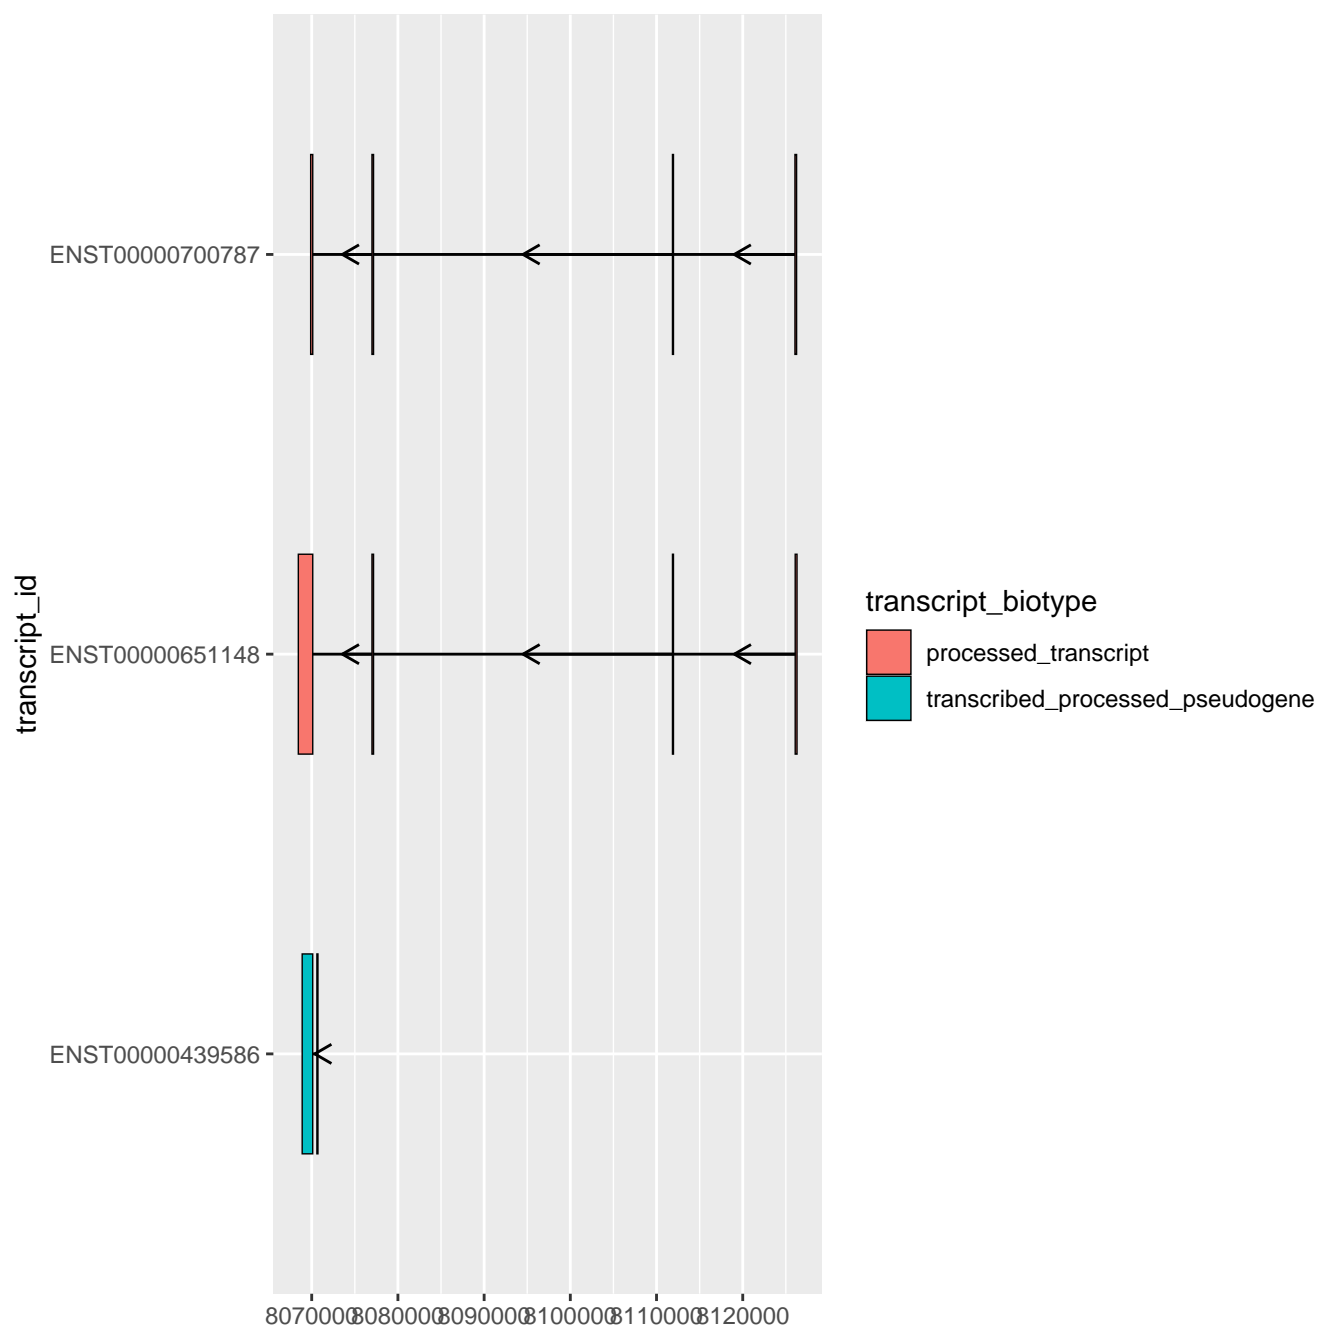 transcript_id
ENST00000700787
ENST00000651148
ENST00000439586
8070000 8080000 8090000 8100000 8110000 8120000
transcript_biotype
processed_transcript
transcribed_processed_pseudogene